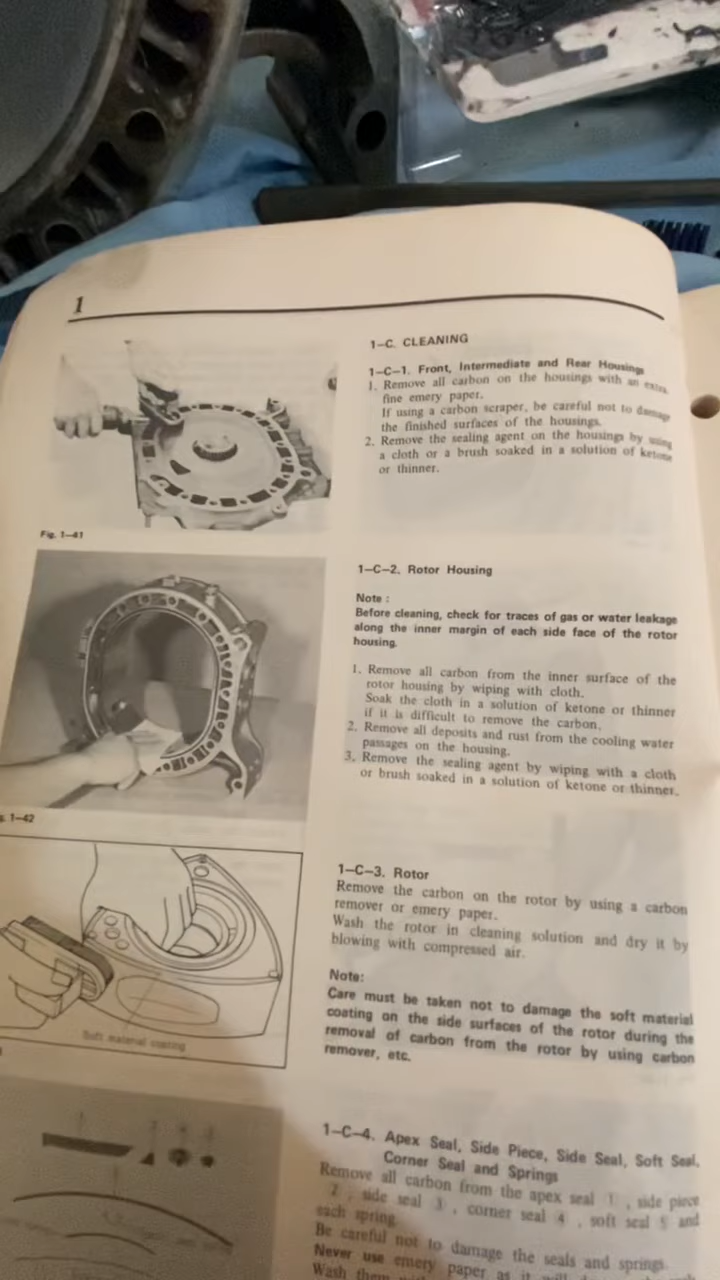 1
1-C. CLEANING
1-C-1. Front, Intermediate and Rear Housings
1. Remove all carbon on the housings with an extra
fine emery paper.
If using a carbon scraper, be careful not to damage
the finished surfaces of the housings.
2. Remove the sealing agent on the housings by using
a cloth or a brush soaked in a solution of ketone
or thinner.
Fig. 1-41
1-C-2. Rotor Housing
Note :
Before cleaning, check for traces of gas or water leakage
along the inner margin of each side face of the rotor
housing.
1. Remove all carbon from the inner surface of the
rotor housing by wiping with cloth.
Soak the cloth in a solution of ketone or thinner
if it is difficult to remove the carbon.
2. Remove all deposits and rust from the cooling water
passages on the housing.
3. Remove the sealing agent by wiping with a cloth
or brush soaked in a solution of ketone or thinner.
1-42
1-C-3. Rotor
Remove the carbon on the rotor by using a carbon
remover or emery paper.
Wash the rotor in cleaning solution and dry it by
blowing with compressed air.
Note:
Care must be taken not to damage the soft material
coating on the side surfaces of the rotor during the
removal of carbon from the rotor by using carbon
remover, etc.
Soft material coating
1-C-4. Apex Seal, Side Piece, Side Seal, Soft Seal,
Corner Seal and Springs
Remove all carbon from the apex seal 1 , side piece
2 , side seal 3 , corner seal 4 , soft seal 5 and
each spring.
Be careful not to damage the seals and springs.
Never use emery paper as it will
Wash them